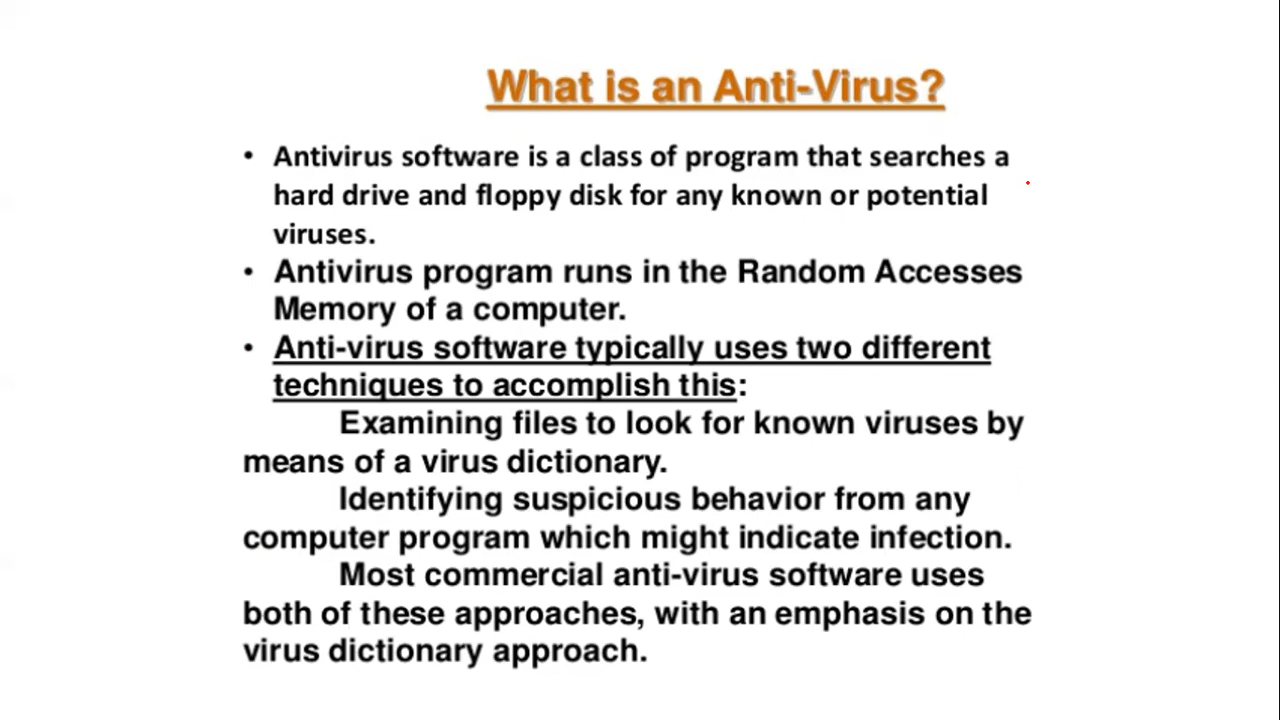 What is an Anti-Virus?
• Antivirus software is a class of program that searches a
hard drive and floppy disk for any known or potential
viruses.
• Antivirus program runs in the Random Accesses
Memory of a computer.
• Anti-virus software typically uses two different
techniques to accomplish this:
Examining files to look for known viruses by
means of a virus dictionary.
Identifying suspicious behavior from any
computer program which might indicate infection.
Most commercial anti-virus software uses
both of these approaches, with an emphasis on the
virus dictionary approach.